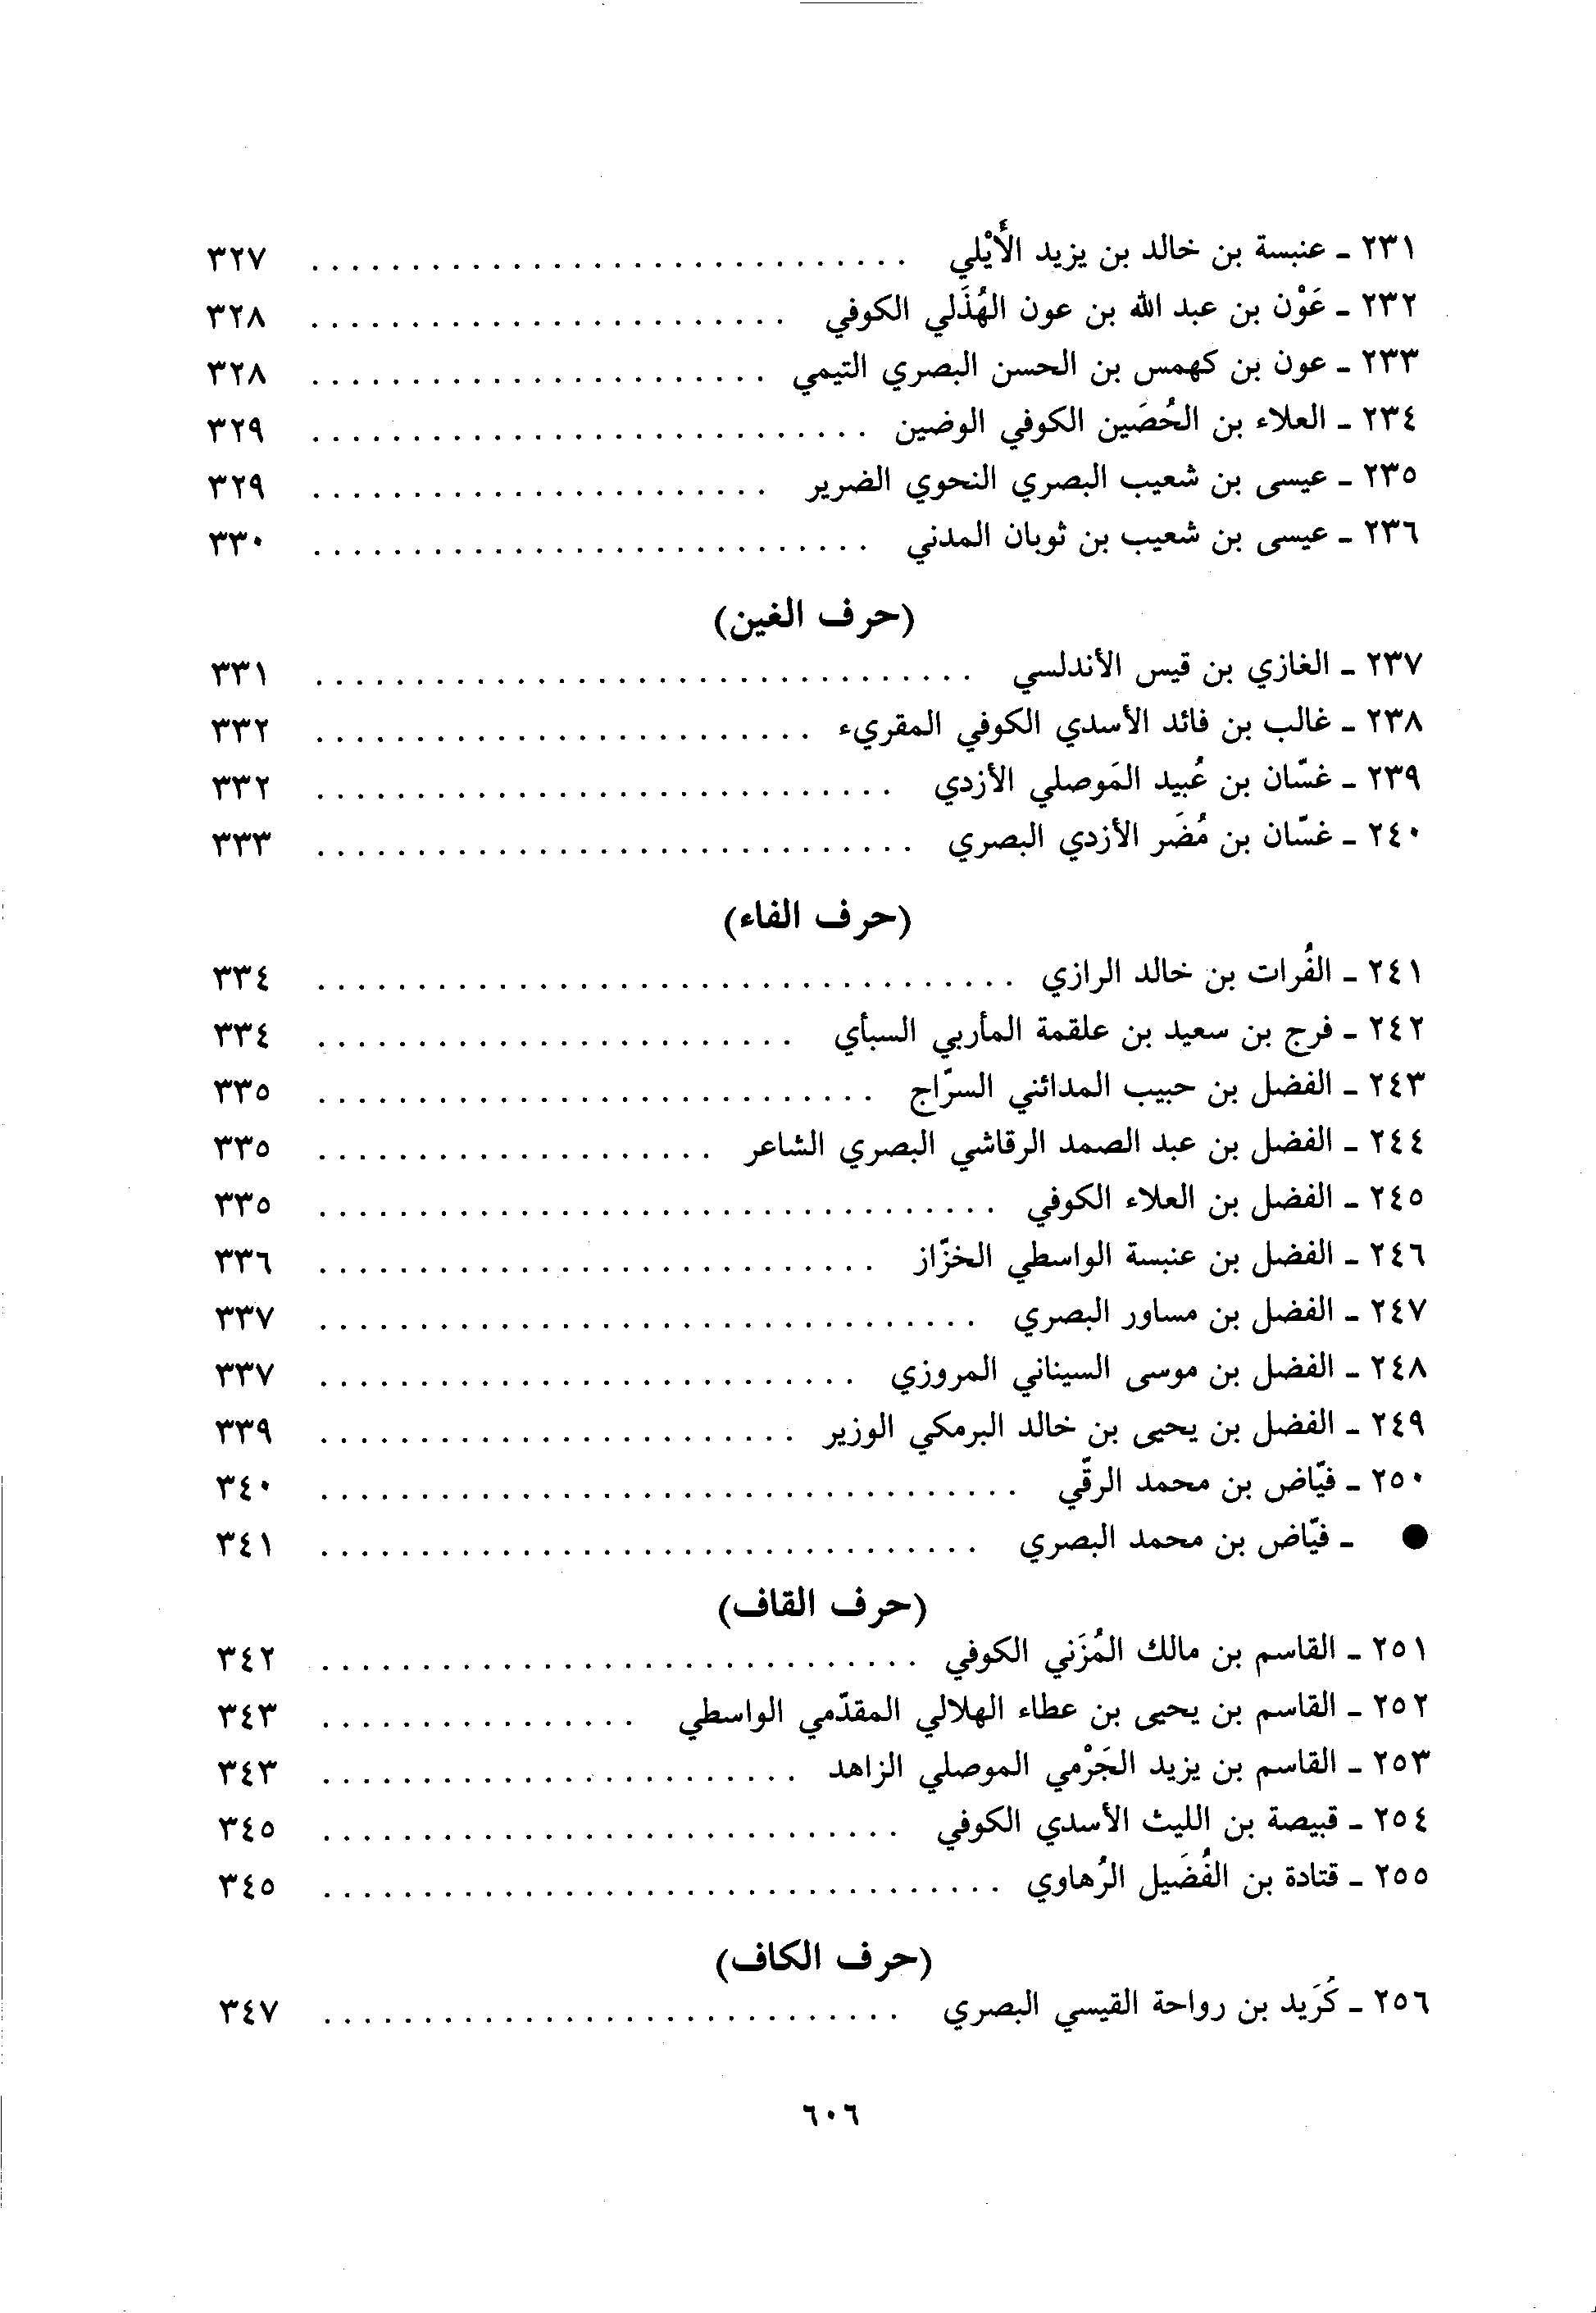 ٢٣١ - عنبسة بن خالد بن يزيد الأَيْلي . . . . . . . . . . . . . . . . . . . . . . . . . . . . . . ٣٢٧
٢٣٢ - عَوْن بن عبد الله بن عون الهُذَلي الكوفي . . . . . . . . . . . . . . . . . . . . . . . . ٣٢٨
٢٣٣ - عون بن كهمس بن الحسن البصري التيمي . . . . . . . . . . . . . . . . . . . . . . . ٣٢٨
٢٣٤ - العلاء بن الحُصَين الكوفي الوضين . . . . . . . . . . . . . . . . . . . . . . . . . . . . ٣٢٩
٢٣٥ - عيسى بن شعيب البصري النحوي الضرير . . . . . . . . . . . . . . . . . . . . . . . ٣٢٩
٢٣٦ - عيسى بن شعيب بن ثوبان المدني . . . . . . . . . . . . . . . . . . . . . . . . . . . . ٣٣٠
(حرف الغين)
٢٣٧ - الغازي بن قيس الأندلسي . . . . . . . . . . . . . . . . . . . . . . . . . . . . . . . . . ٣٣١
٢٣٨ - غالب بن فائد الأسدي الكوفي المقريء . . . . . . . . . . . . . . . . . . . . . . . . . ٣٣٢
٢٣٩ - غسّان بن عُبيد المَوصلي الأزدي . . . . . . . . . . . . . . . . . . . . . . . . . . . . . ٣٣٢
٢٤٠ - غسّان بن مُضَر الأزدي البصري . . . . . . . . . . . . . . . . . . . . . . . . . . . . . . ٣٣٣
(حرف الفاء)
٢٤١ - الفُرات بن خالد الرازي . . . . . . . . . . . . . . . . . . . . . . . . . . . . . . . . . . . ٣٣٤
٢٤٢ - فرج بن سعيد بن علقمة المأربي السبأي . . . . . . . . . . . . . . . . . . . . . . . . ٣٣٤
٢٤٣ - الفضل بن حبيب المدائني السرّاج . . . . . . . . . . . . . . . . . . . . . . . . . . . . ٣٣٥
٢٤٤ - الفضل بن عبد الصمد الرقاشي البصري الشاعر . . . . . . . . . . . . . . . . . . . . ٣٣٥
٢٤٥ - الفضل بن العلاء الكوفي . . . . . . . . . . . . . . . . . . . . . . . . . . . . . . . . . . ٣٣٥
٢٤٦ - الفضل بن عنبسة الواسطي الخزّاز . . . . . . . . . . . . . . . . . . . . . . . . . . . . ٣٣٦
٢٤٧ - الفضل بن مساور البصري . . . . . . . . . . . . . . . . . . . . . . . . . . . . . . . . . ٣٣٧
٢٤٨ - الفضل بن موسى السيناني المروزي . . . . . . . . . . . . . . . . . . . . . . . . . . . ٣٣٧
٢٤٩ - الفضل بن يحيى بن خالد البرمكي الوزير . . . . . . . . . . . . . . . . . . . . . . . . ٣٣٩
٢٥٠ - فيّاض بن محمد الرقّي . . . . . . . . . . . . . . . . . . . . . . . . . . . . . . . . . . . ٣٤٠
● - فيّاض بن محمد البصري . . . . . . . . . . . . . . . . . . . . . . . . . . . . . . . . . ٣٤١
(حرف القاف)
٢٥١ - القاسم بن مالك المُزَني الكوفي . . . . . . . . . . . . . . . . . . . . . . . . . . . . . . ٣٤٢
٢٥٢ - القاسم بن يحيى بن عطاء الهلالي المقدّمي الواسطي . . . . . . . . . . . . . . . . ٣٤٣
٢٥٣ - القاسم بن يزيد الجَرْمي الموصلي الزاهد . . . . . . . . . . . . . . . . . . . . . . . . ٣٤٣
٢٥٤ - قبيصة بن الليث الأسدي الكوفي . . . . . . . . . . . . . . . . . . . . . . . . . . . . . ٣٤٥
٢٥٥ - قتادة بن الفُضَيل الرُهاوي . . . . . . . . . . . . . . . . . . . . . . . . . . . . . . . . . . ٣٤٥
(حرف الكاف)
٢٥٦ - كُرَيد بن رواحة القيسي البصري . . . . . . . . . . . . . . . . . . . . . . . . . . . . . ٣٤٧
٦٠٦